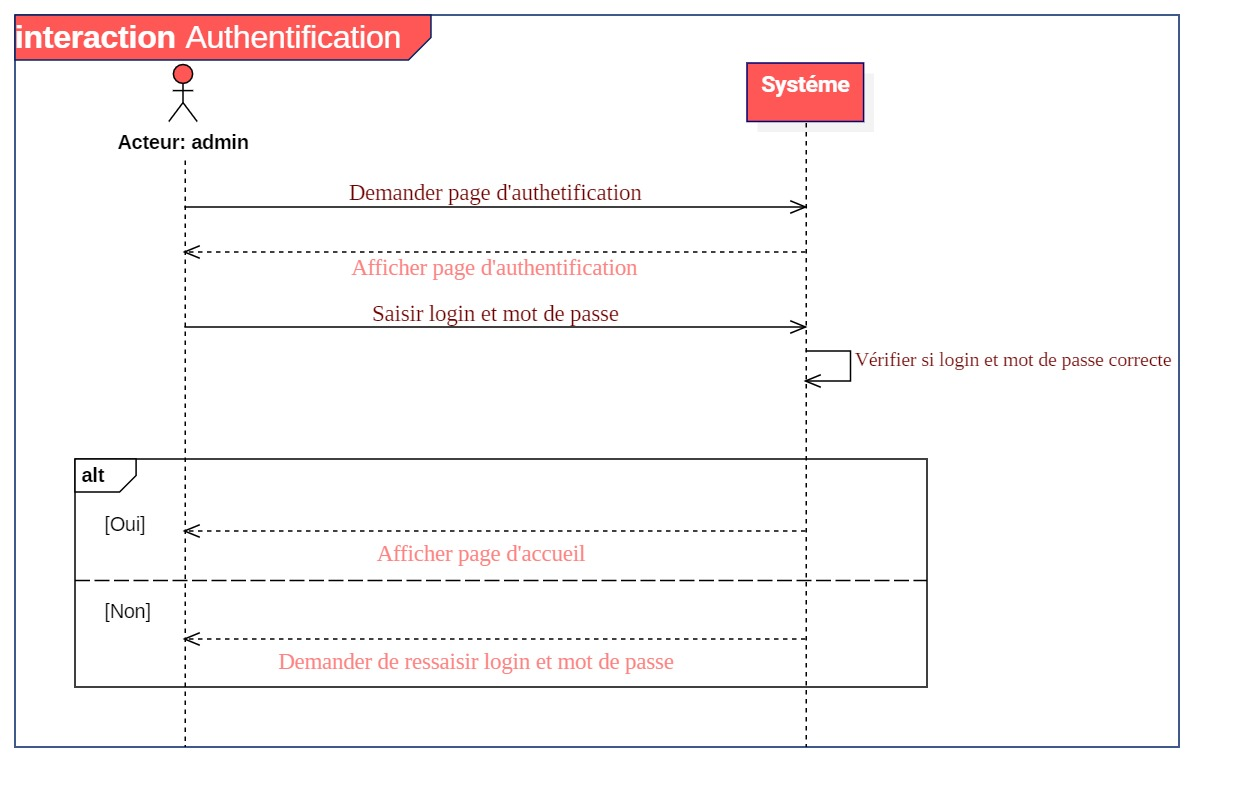 interaction Authentification
Acteur: admin
Systéme
Demander page d'authetification
Afficher page d'authentification
Saisir login et mot de passe
Vérifier si login et mot de passe correcte
alt
[Oui]
Afficher page d'accueil
[Non]
Demander de ressaisir login et mot de passe